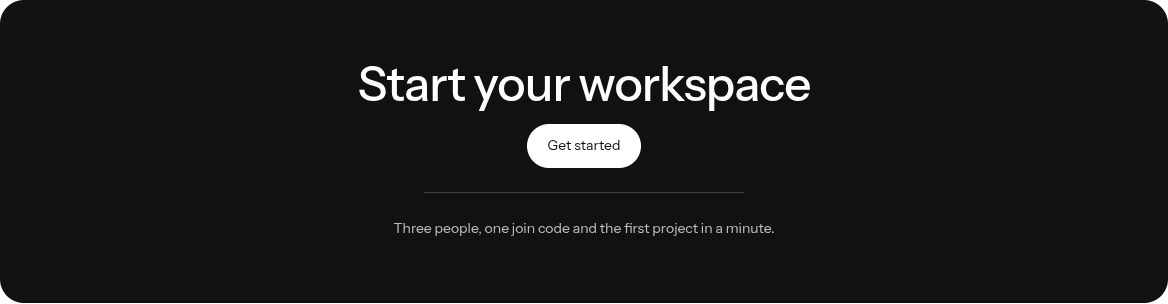 Start your workspace
Get started
Three people, one join code and the first project in a minute.